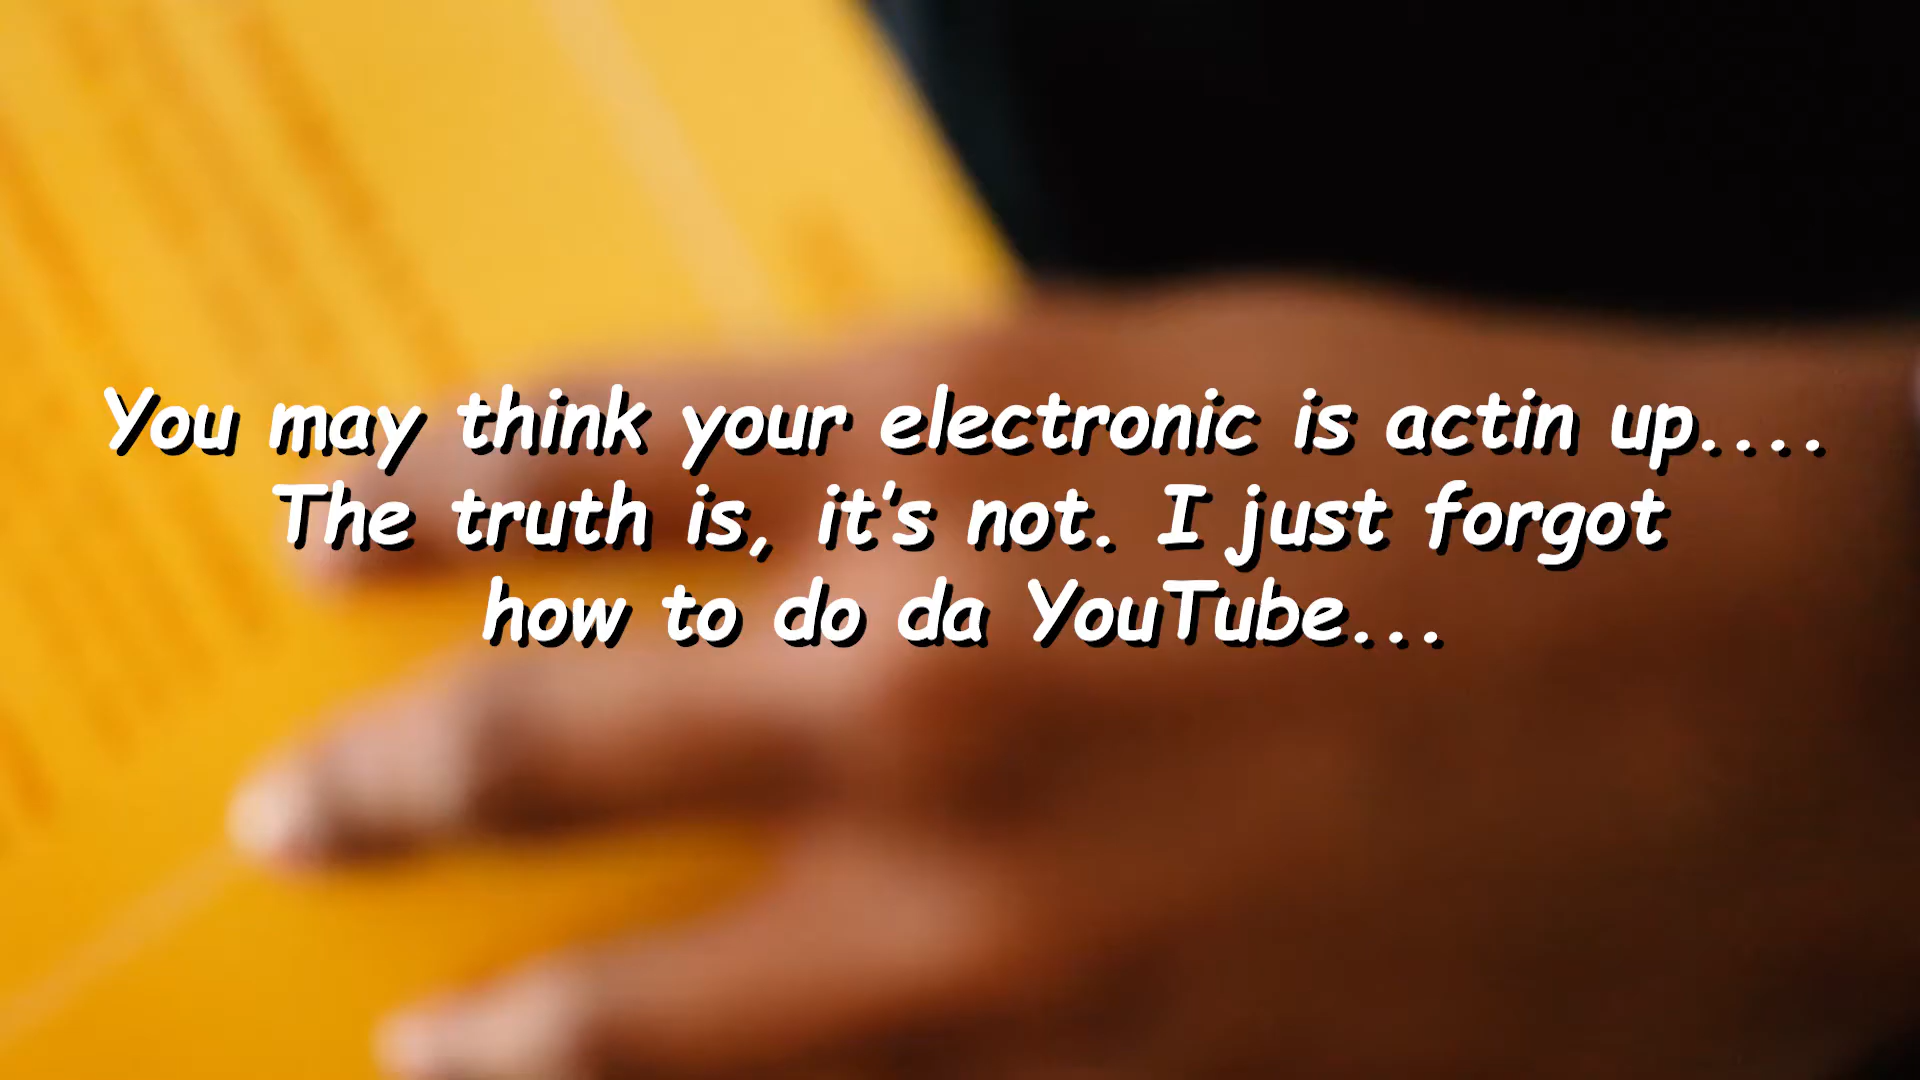 You may think your electronic is actin up....
The truth is, it's not. I just forgot
how to do da YouTube...